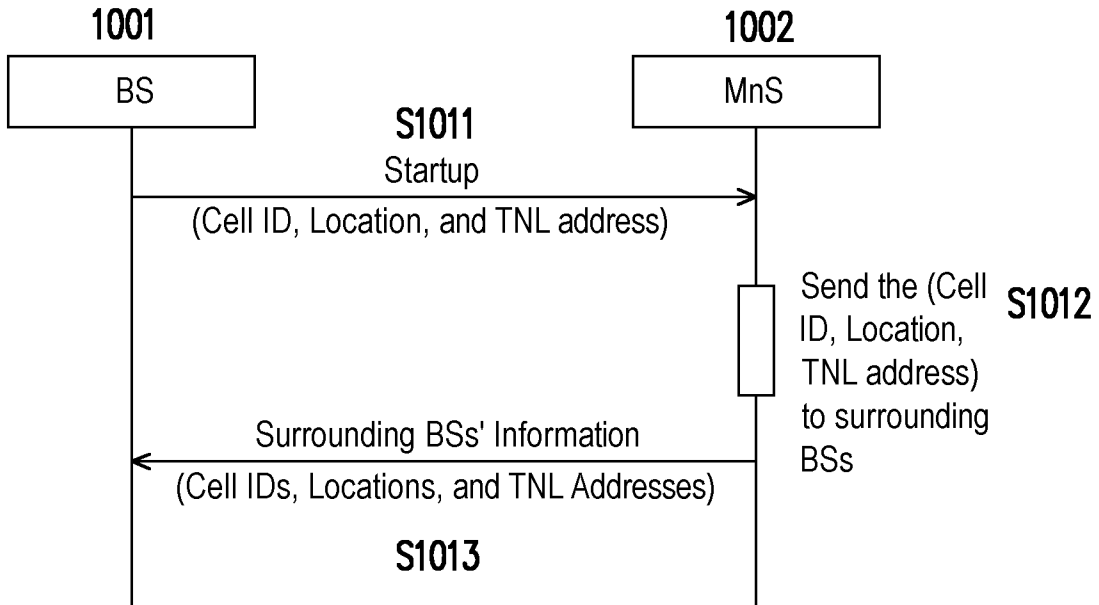 1001
1002
BS
MnS
S1011
Startup
(Cell ID, Location, and TNL address)
Send the (Cell
ID, Location,
TNL address)
to surrounding
BSs
S1012
Surrounding BSs' Information
(Cell IDs, Locations, and TNL Addresses)
S1013